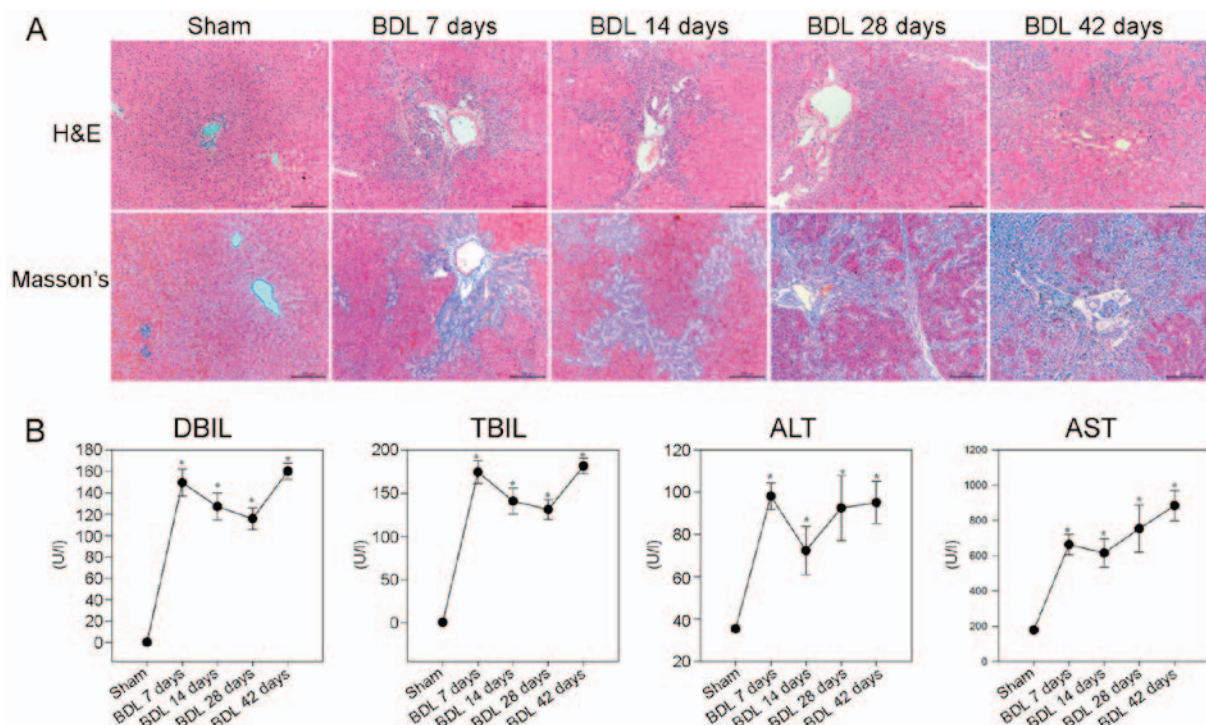 A
Sham
BDL 7 days
BDL 14 days
BDL 28 days
BDL 42 days
H&E
Masson's
B
DBIL
(U/l)
180
160
140
120
100
80
60
40
20
0
*
*
*
*
Sham
BDL 7 days
BDL 14 days
BDL 28 days
BDL 42 days
TBIL
(U/l)
200
150
100
50
0
*
*
*
*
Sham
BDL 7 days
BDL 14 days
BDL 28 days
BDL 42 days
ALT
(U/l)
120
100
80
60
40
20
*
*
*
*
Sham
BDL 7 days
BDL 14 days
BDL 28 days
BDL 42 days
AST
(U/l)
1200
1000
800
600
400
200
0
*
*
*
*
Sham
BDL 7 days
BDL 14 days
BDL 28 days
BDL 42 days